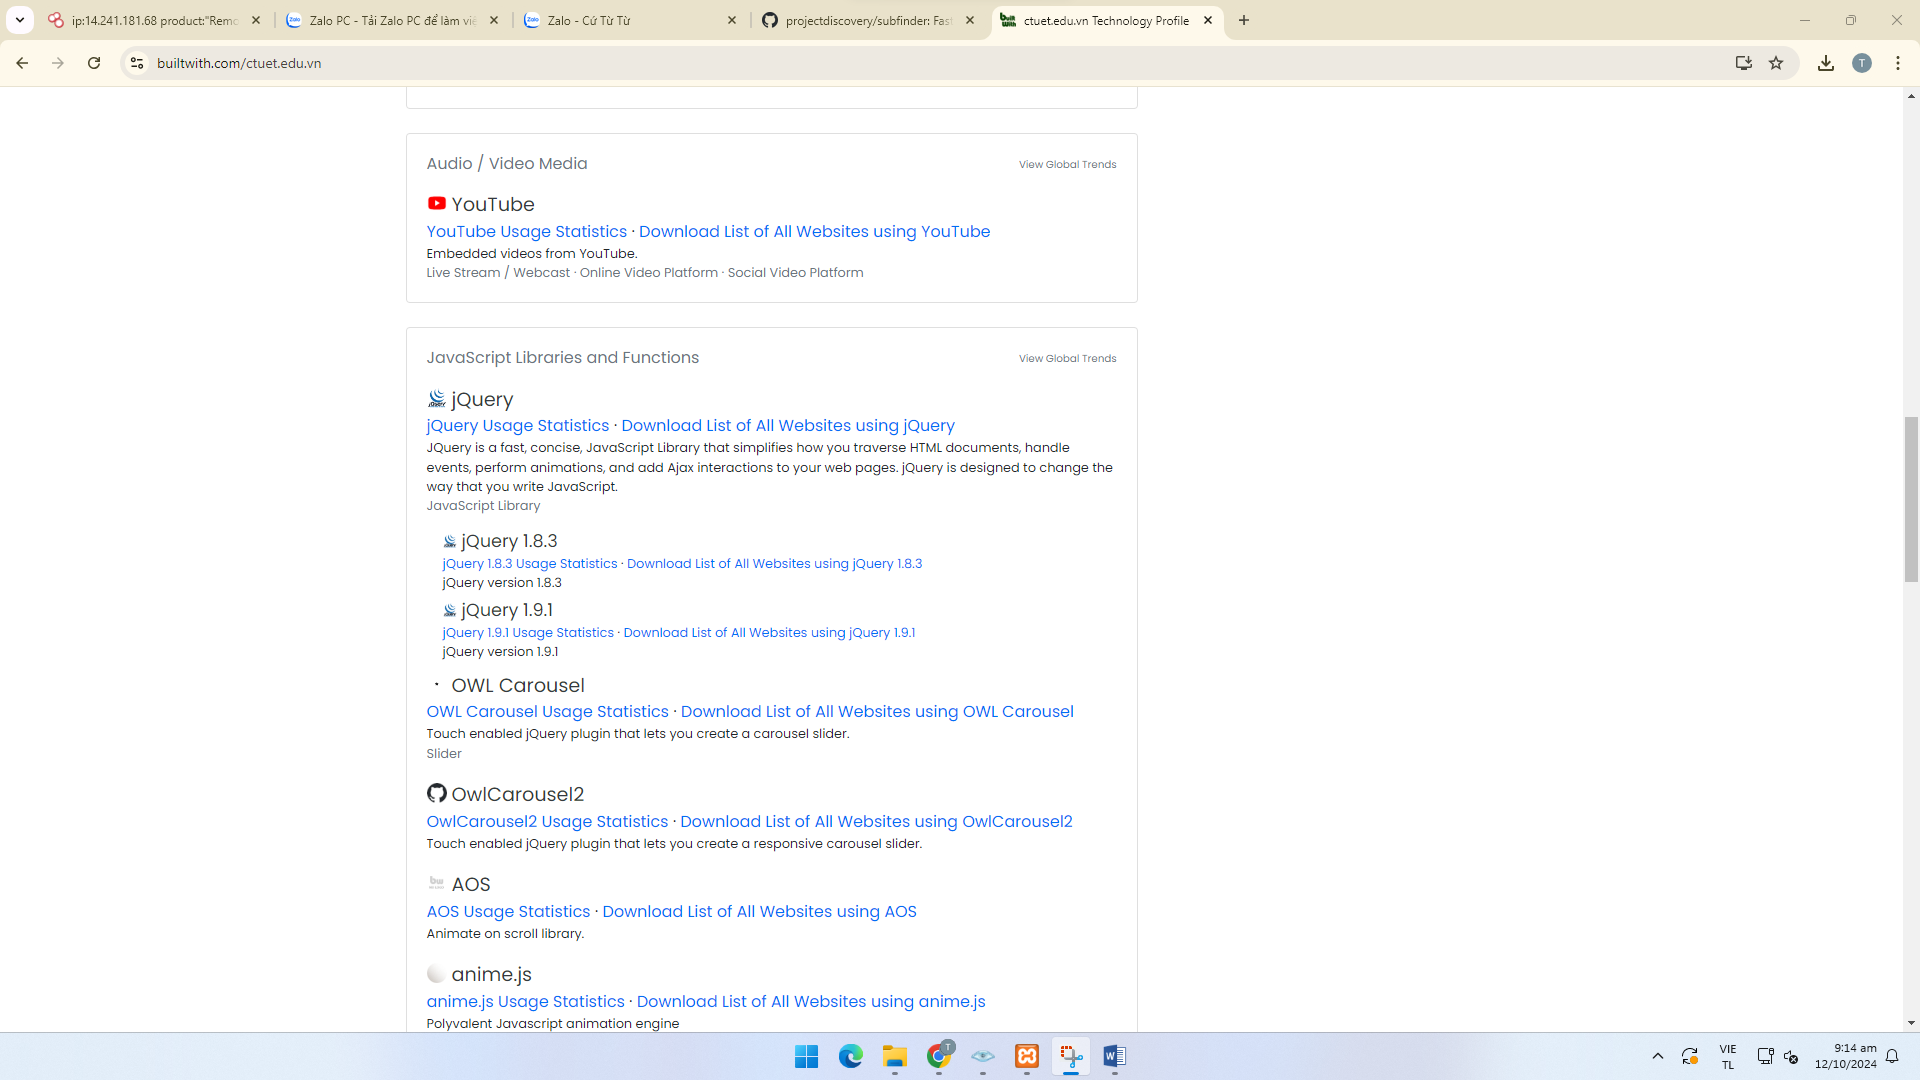 ip:14.241.181.68 product:"Remo
Zalo PC - Tải Zalo PC để làm việ
Zalo - Cứ Từ Từ
projectdiscovery/subfinder: Fast
ctuet.edu.vn Technology Profile
builtwith.com/ctuet.edu.vn
T
Audio / Video Media
View Global Trends
YouTube
YouTube Usage Statistics · Download List of All Websites using YouTube
Embedded videos from YouTube.
Live Stream / Webcast · Online Video Platform · Social Video Platform
JavaScript Libraries and Functions
View Global Trends
jQuery
jQuery Usage Statistics · Download List of All Websites using jQuery
JQuery is a fast, concise, JavaScript Library that simplifies how you traverse HTML documents, handle
events, perform animations, and add Ajax interactions to your web pages. jQuery is designed to change the
way that you write JavaScript.
JavaScript Library
jQuery 1.8.3
jQuery 1.8.3 Usage Statistics · Download List of All Websites using jQuery 1.8.3
jQuery version 1.8.3
jQuery 1.9.1
jQuery 1.9.1 Usage Statistics · Download List of All Websites using jQuery 1.9.1
jQuery version 1.9.1
OWL Carousel
OWL Carousel Usage Statistics · Download List of All Websites using OWL Carousel
Touch enabled jQuery plugin that lets you create a carousel slider.
Slider
OwlCarousel2
OwlCarousel2 Usage Statistics · Download List of All Websites using OwlCarousel2
Touch enabled jQuery plugin that lets you create a responsive carousel slider.
AOS
AOS Usage Statistics · Download List of All Websites using AOS
Animate on scroll library.
anime.js
anime.js Usage Statistics · Download List of All Websites using anime.js
Polyvalent Javascript animation engine
T
VIE
TL
9:14 am
12/10/2024